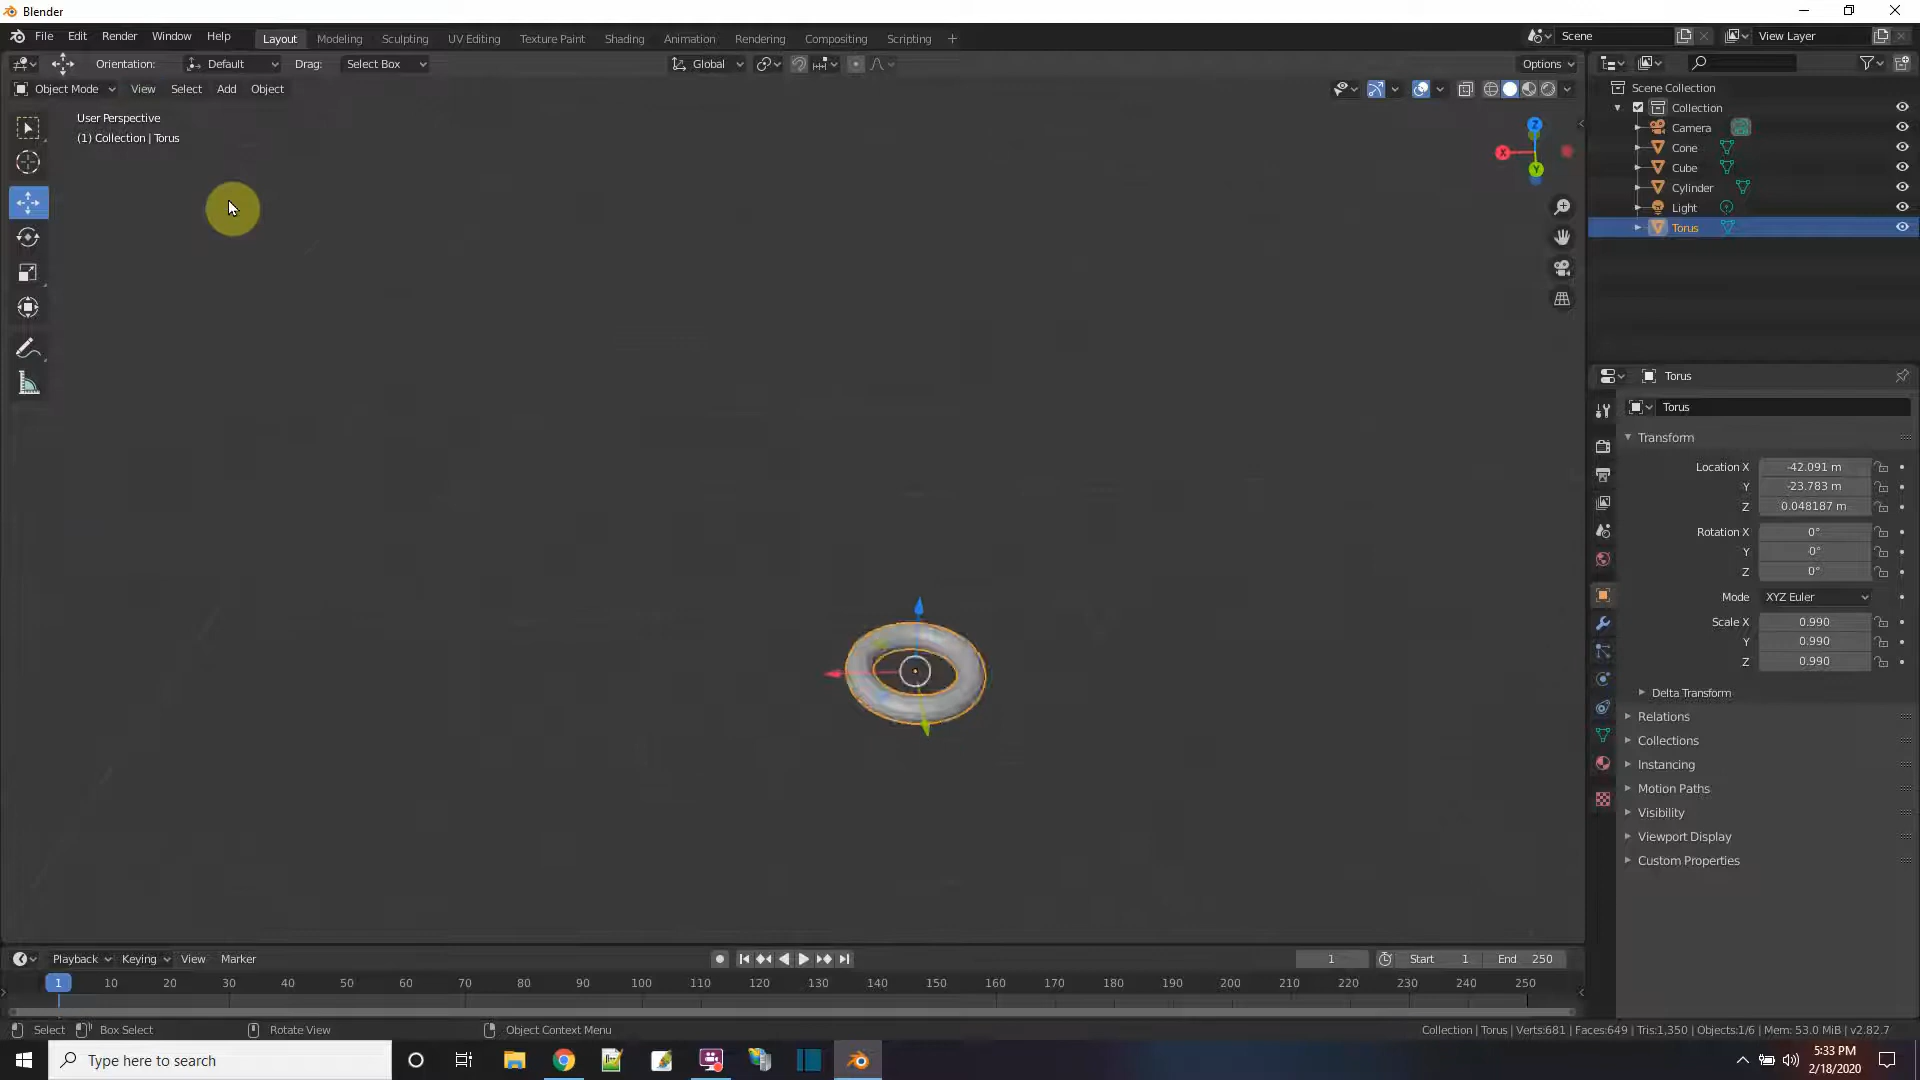 Blender
File Edit Render Window Help Layout Modeling Sculpting UV Editing Texture Paint Shading Animation Rendering Compositing Scripting + Scene View Layer
Orientation: Default Drag: Select Box Global Options
Object Mode View Select Add Object
User Perspective
(1) Collection | Torus
Z
X
Y
Scene Collection
Collection
Camera
Cone
Cube
Cylinder
Light
Torus
Torus
Torus
Transform
Location X -42.091 m
Y -23.783 m
Z 0.048187 m
Rotation X 0°
Y 0°
Z 0°
Mode XYZ Euler
Scale X 0.990
Y 0.990
Z 0.990
Delta Transform
Relations
Collections
Instancing
Motion Paths
Visibility
Viewport Display
Custom Properties
Playback Keying View Marker 1 Start 1 End 250
1 10 20 30 40 50 60 70 80 90 100 110 120 130 140 150 160 170 180 190 200 210 220 230 240 250
Select Box Select Rotate View Object Context Menu Collection | Torus | Verts:681 | Faces:649 | Tris:1,350 | Objects:1/6 | Mem: 53.0 MiB | v2.82.7
Type here to search
5:33 PM
2/18/2020